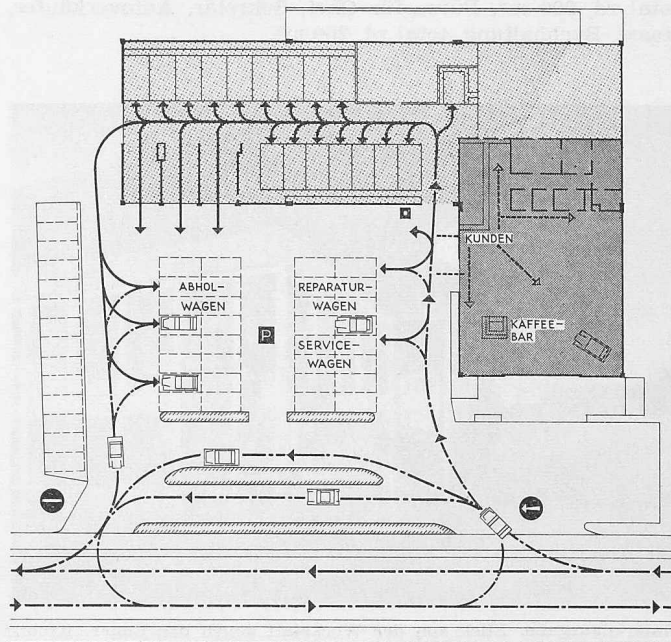 KUNDEN
ABHOL-
WAGEN
REPARATUR-
WAGEN
P
SERVICE-
WAGEN
KAFFEE-
BAR